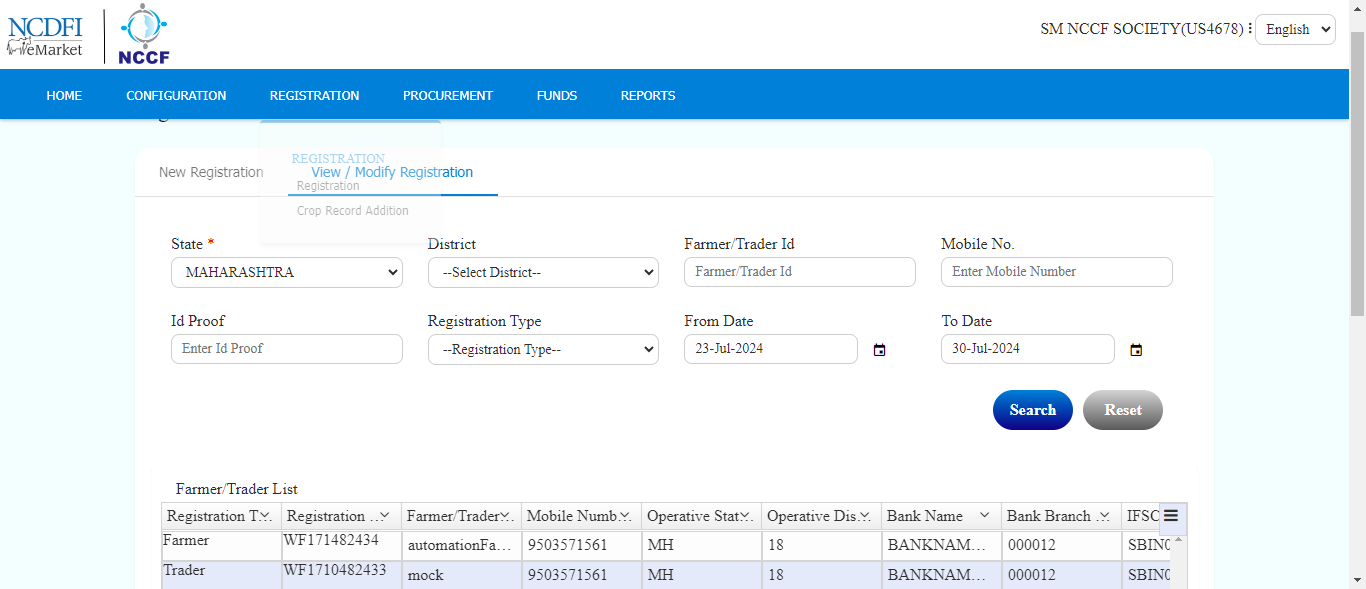 NCDFI
eMarket
NCCF
SM NCCF SOCIETY(US4678)
English
HOME CONFIGURATION REGISTRATION PROCUREMENT FUNDS REPORTS
REGISTRATION
New Registration View / Modify Registration
Registration
Crop Record Addition
State * District Farmer/Trader Id Mobile No.
MAHARASHTRA --Select District-- Farmer/Trader Id Enter Mobile Number
Id Proof Registration Type From Date To Date
Enter Id Proof --Registration Type-- 23-Jul-2024 30-Jul-2024
Search Reset
Farmer/Trader List
Registration T... Registration ... Farmer/Trader... Mobile Numb... Operative Stat... Operative Dis... Bank Name Bank Branch ... IFSC
Farmer WF171482434 automationFa... 9503571561 MH 18 BANKNAM... 000012 SBIN0
Trader WF1710482433 mock 9503571561 MH 18 BANKNAM... 000012 SBIN0